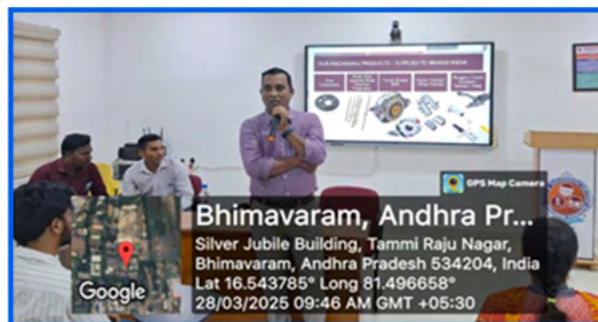 OUR MACHINING PRODUCTS - SUPPLIED TO BRAKES INDIA
GPS Map Camera
Bhimavaram, Andhra Pr...
Silver Jubile Building, Tammi Raju Nagar,
Bhimavaram, Andhra Pradesh 534204, India
Lat 16.543785° Long 81.496658°
28/03/2025 09:46 AM GMT +05:30
Google